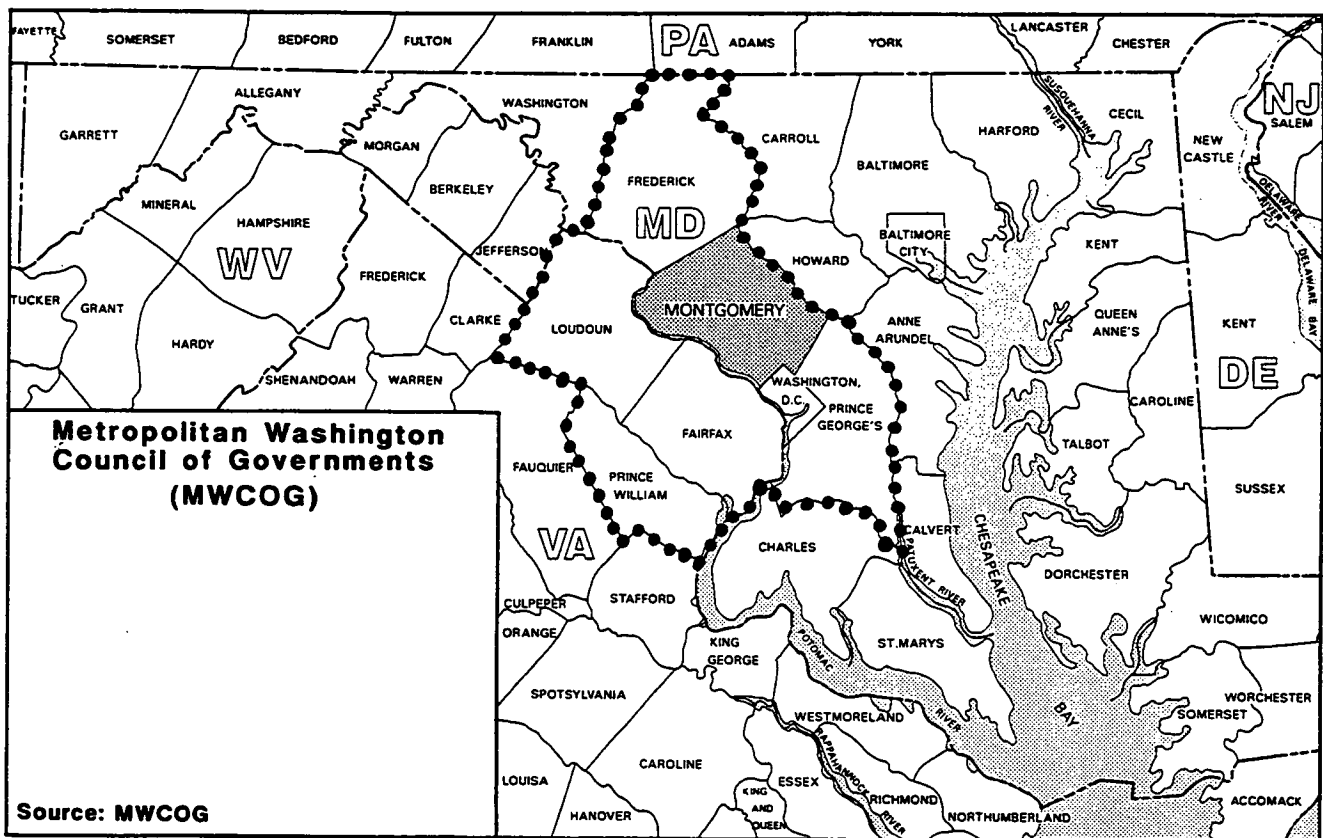 FAYETTE
SOMERSET
BEDFORD
FULTON
FRANKLIN
PA
ADAMS
YORK
LANCASTER
CHESTER
ALLEGANY
WASHINGTON
SUSQUEHANNA
RIVER
CECIL
NJ
SALEM
GARRETT
MORGAN
CARROLL
HARFORD
NEW
CASTLE
BALTIMORE
BERKELEY
FREDERICK
MINERAL
HAMPSHIRE
MD
DELAWARE
RIVER
WV
JEFFERSON
BALTIMORE
CITY
KENT
DELAWARE
BAY
HOWARD
FREDERICK
TUCKER
GRANT
MONTGOMERY
ANNE
ARUNDEL
QUEEN
ANNE'S
KENT
CLARKE
LOUDOUN
HARDY
DE
SHENANDOAH
WARREN
WASHINGTON,
D.C.
PRINCE
GEORGE'S
CAROLINE
TALBOT
FAIRFAX
Metropolitan Washington
Council of Governments
(MWCOG)
FAUQUIER
PRINCE
WILLIAM
SUSSEX
VA
CHARLES
CALVERT
CHESAPEAKE
BAY
PATUXENT RIVER
DORCHESTER
STAFFORD
CULPEPER
ORANGE
WICOMICO
KING
GEORGE
POTOMAC
RIVER
ST.MARYS
SPOTSYLVANIA
WORCHESTER
SOMERSET
WESTMORELAND
RAPPAHANNOCK
RIVER
CAROLINE
LOUISA
ESSEX
RICHMOND
KING
AND
QUEEN
HANOVER
NORTHUMBERLAND
ACCOMACK
Source: MWCOG